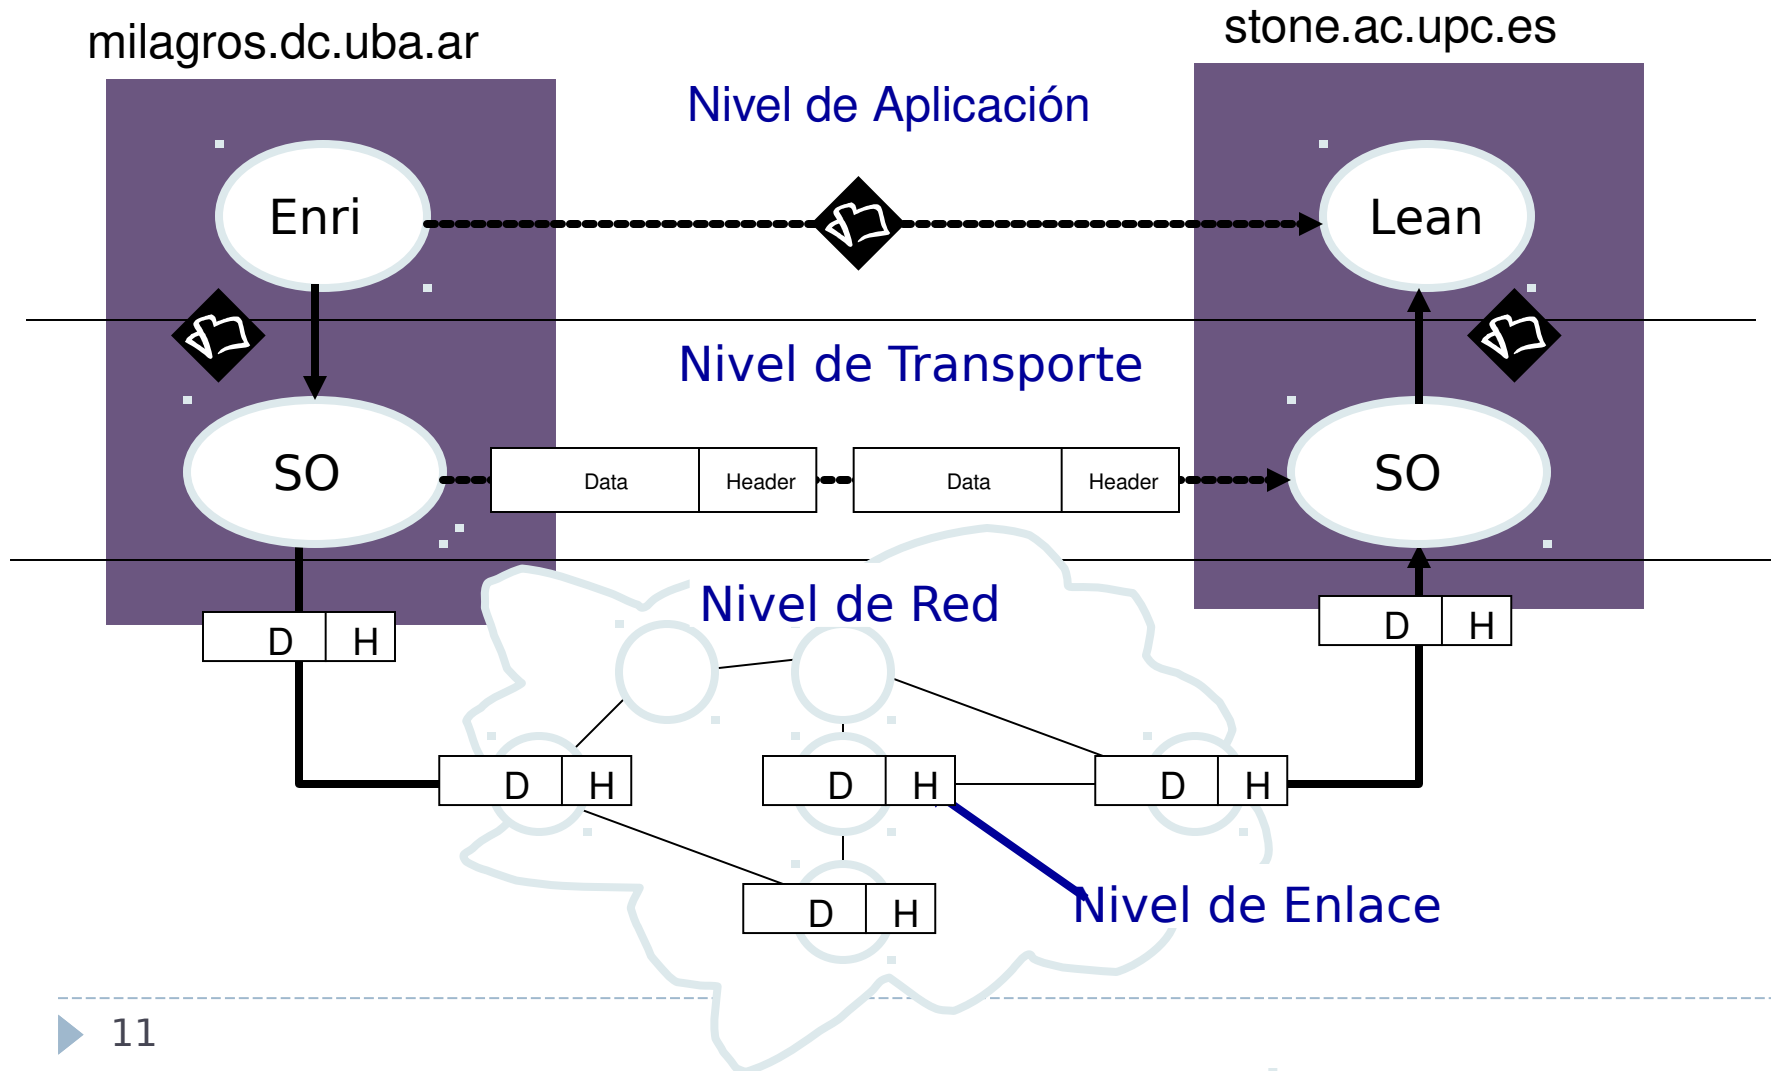 milagros.dc.uba.ar
stone.ac.upc.es
Nivel de Aplicación
Enri
Lean
Nivel de Transporte
SO
Data
Header
Data
Header
SO
Nivel de Red
D H
D H
D H
D H
D H
D H
Nivel de Enlace
11